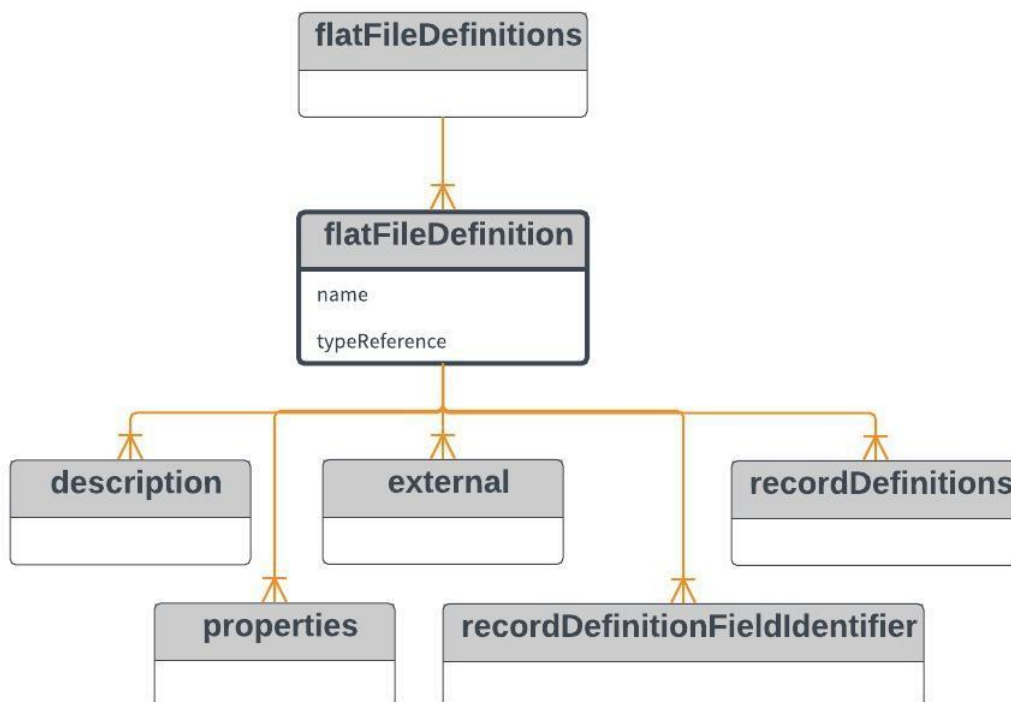 flatFileDefinitions
flatFileDefinition
name
typeReference
description
external
recordDefinitions
properties
recordDefinitionFieldIdentifier